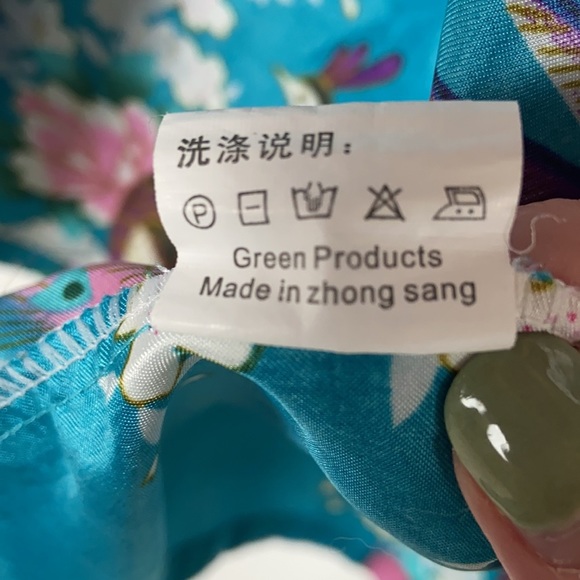 洗涤说明：
P
Green Products
Made in zhong sang